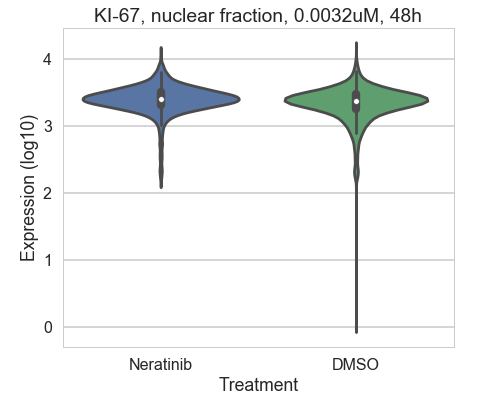 KI-67, nuclear fraction, 0.0032uM, 48h
Expression (log10)
4
3
2
1
0
Neratinib DMSO
Treatment